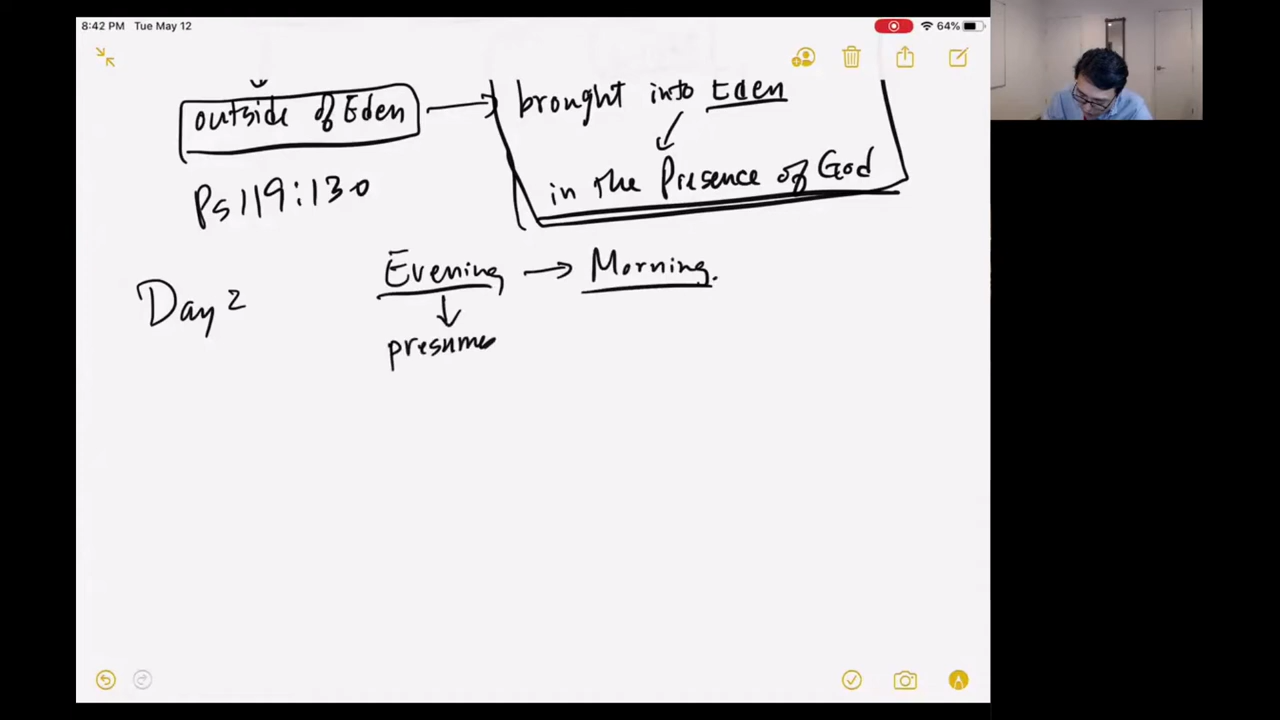 8:42 PM Tue May 12 64%
outside of Eden → brought into Eden
in the Presence of God
Ps 119:130
Evening → Morning.
Day 2
presumes